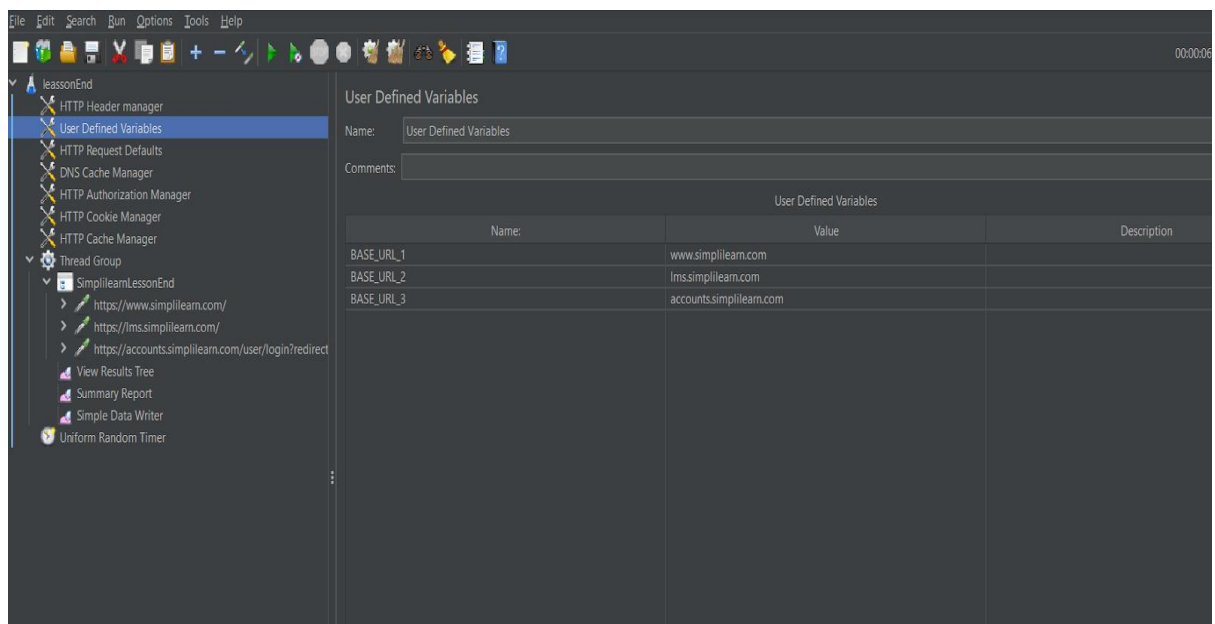 File Edit Search Run Options Tools Help
00:00:06
leassonEnd
HTTP Header manager
User Defined Variables
HTTP Request Defaults
DNS Cache Manager
HTTP Authorization Manager
HTTP Cookie Manager
HTTP Cache Manager
Thread Group
SimplilearnLessonEnd
https://www.simplilearn.com/
https://lms.simplilearn.com/
https://accounts.simplilearn.com/user/login?redirect
View Results Tree
Summary Report
Simple Data Writer
Uniform Random Timer
User Defined Variables
Name: User Defined Variables
Comments:
User Defined Variables
Name: Value Description
BASE_URL_1 www.simplilearn.com
BASE_URL_2 lms.simplilearn.com
BASE_URL_3 accounts.simplilearn.com